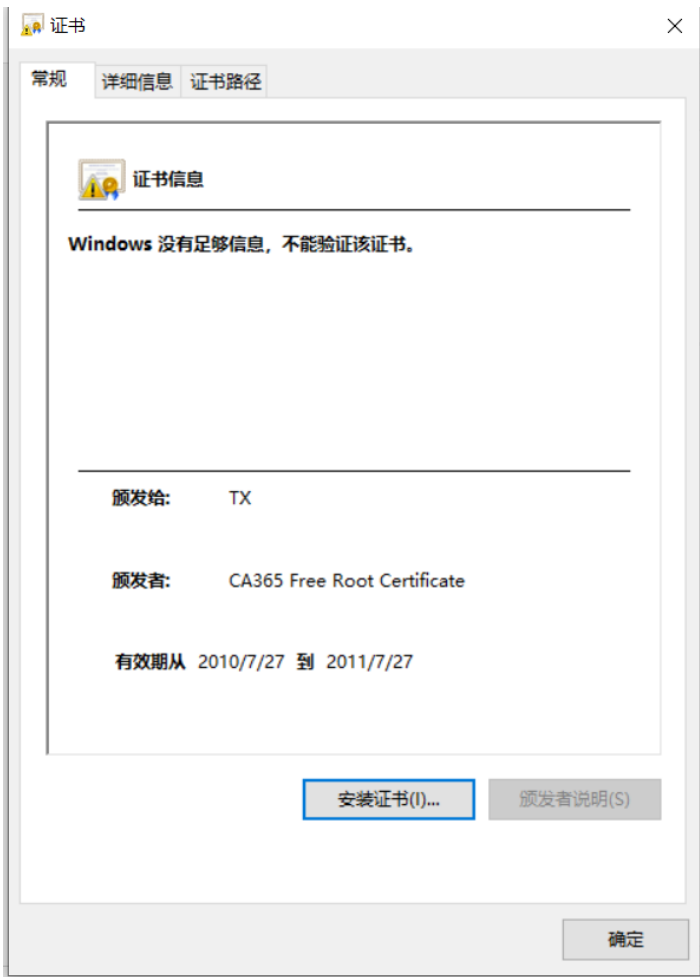 证书
常规 详细信息 证书路径
证书信息
Windows 没有足够信息，不能验证该证书。
颁发给: TX
颁发者: CA365 Free Root Certificate
有效期从 2010/7/27 到 2011/7/27
安装证书(I)... 颁发者说明(S)
确定